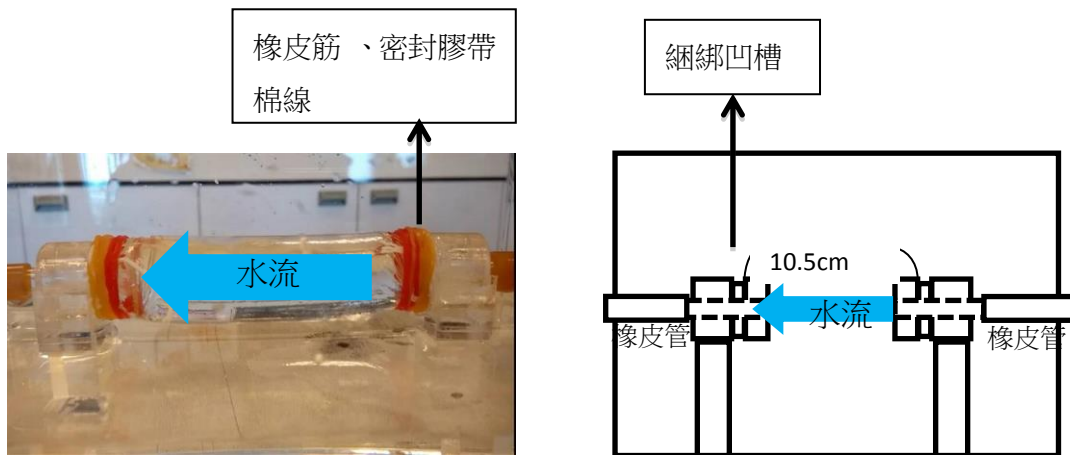 橡皮筋 、密封膠帶
棉線
水流
綑綁凹槽
10.5cm
水流
橡皮管
橡皮管